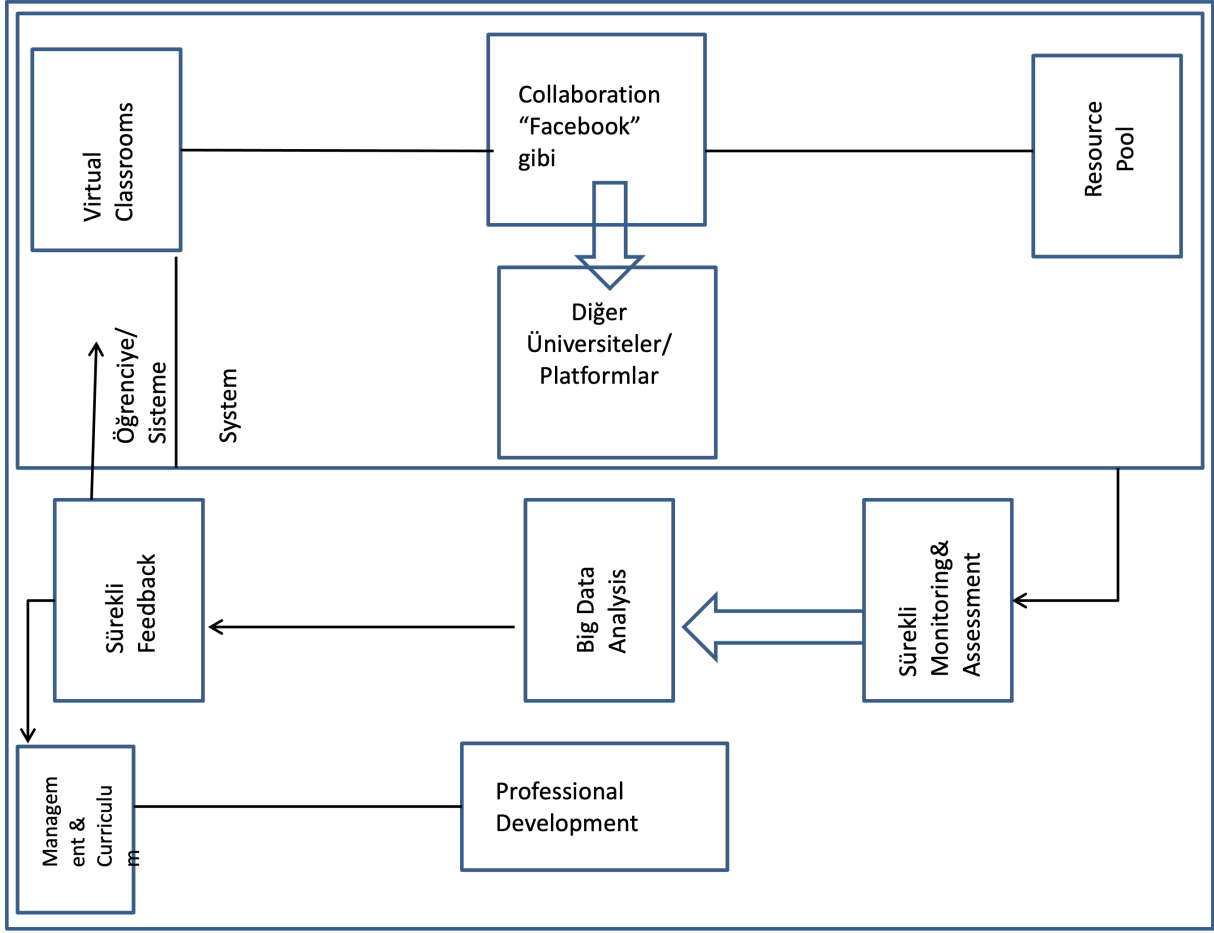 Virtual
Classrooms
Collaboration
“Facebook”
gibi
Resource
Pool
Diğer
Üniversiteler/
Platformlar
Öğrenciye/
Sisteme
System
Sürekli
Feedback
Big Data
Analysis
Sürekli
Monitoring&
Assessment
Managem
ent &
Curriculu
m
Professional
Development